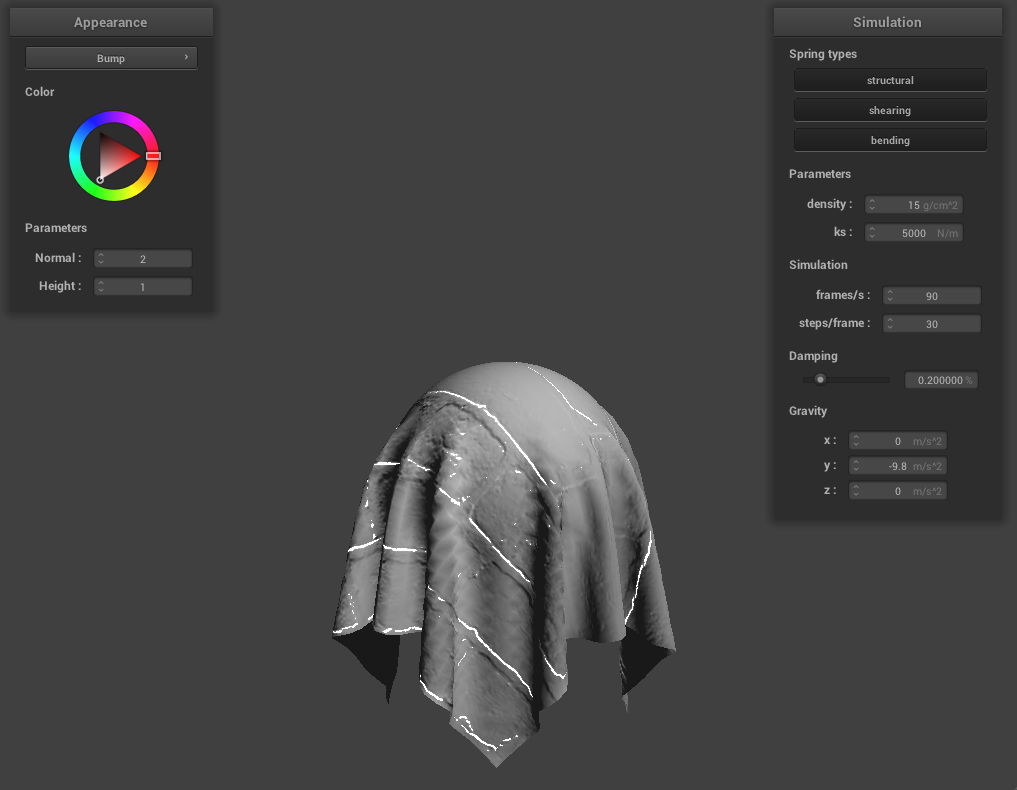 Appearance
Bump
Color
Parameters
Normal : 2
Height : 1
Simulation
Spring types
structural
shearing
bending
Parameters
density : 15 g/cm^2
ks : 5000 N/m
Simulation
frames/s : 90
steps/frame : 30
Damping
0.200000 %
Gravity
x : 0 m/s^2
y : -9.8 m/s^2
z : 0 m/s^2